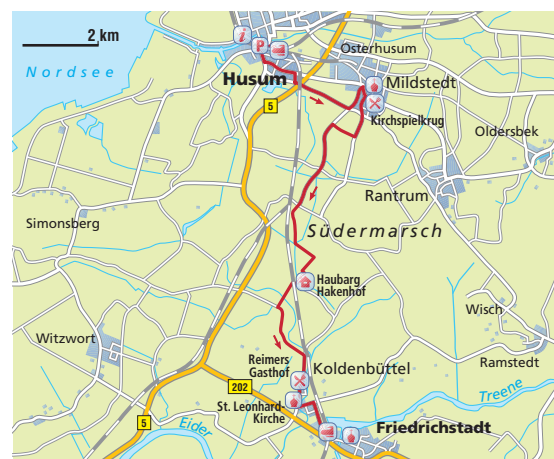 2 km
Nordsee
i
P
Osterhusum
Husum
Mildstedt
5
Kirchspielkrug
Oldersbek
Rantrum
Simonsberg
Südermarsch
Haubarg
Hakenhof
Wisch
Witzwort
Reimers
Gasthof
Koldenbüttel
Ramstedt
202
St. Leonhard-
Kirche
Treene
5
Eider
Friedrichstadt